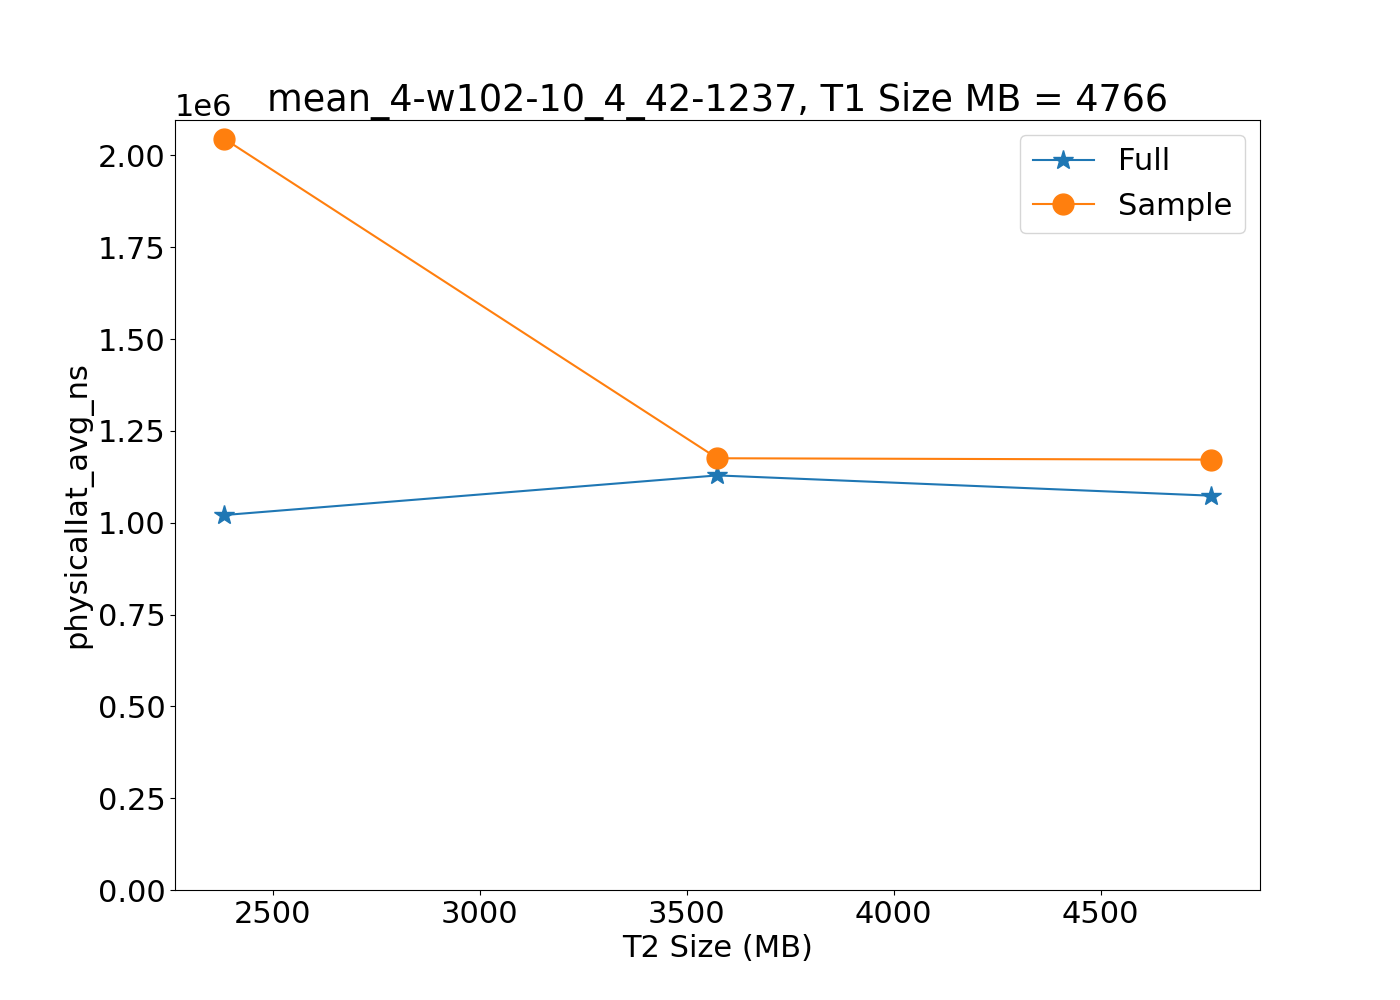 mean_4-w102-10_4_42-1237, T1 Size MB = 4766
1e6
2.00
1.75
1.50
1.25
1.00
0.75
0.50
0.25
0.00
physicallat_avg_ns
Full
Sample
2500 3000 3500 4000 4500
T2 Size (MB)